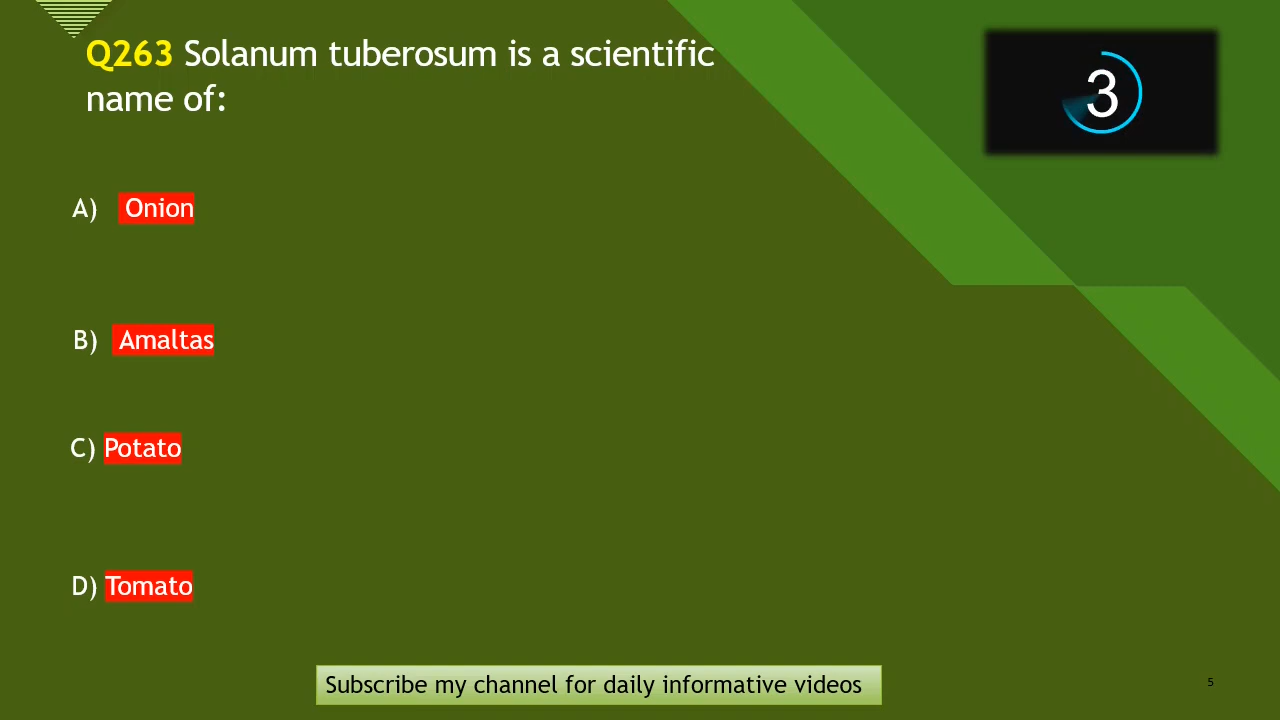 Q263 Solanum tuberosum is a scientific
name of:
3
A) Onion
B) Amaltas
C) Potato
D) Tomato
Subscribe my channel for daily informative videos
5